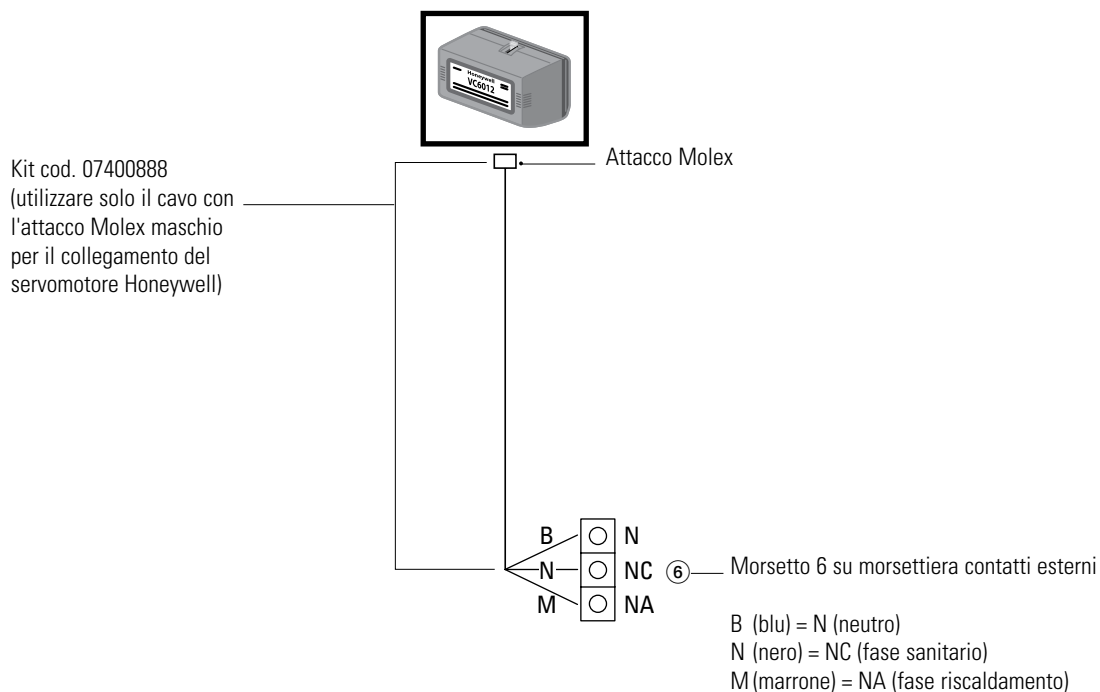 Honeywell
VC6012
Attacco Molex
Kit cod. 07400888
(utilizzare solo il cavo con
l'attacco Molex maschio
per il collegamento del
servomotore Honeywell)
B N
N NC 6 Morsetto 6 su morsettiera contatti esterni
M NA
B (blu) = N (neutro)
N (nero) = NC (fase sanitario)
M (marrone) = NA (fase riscaldamento)